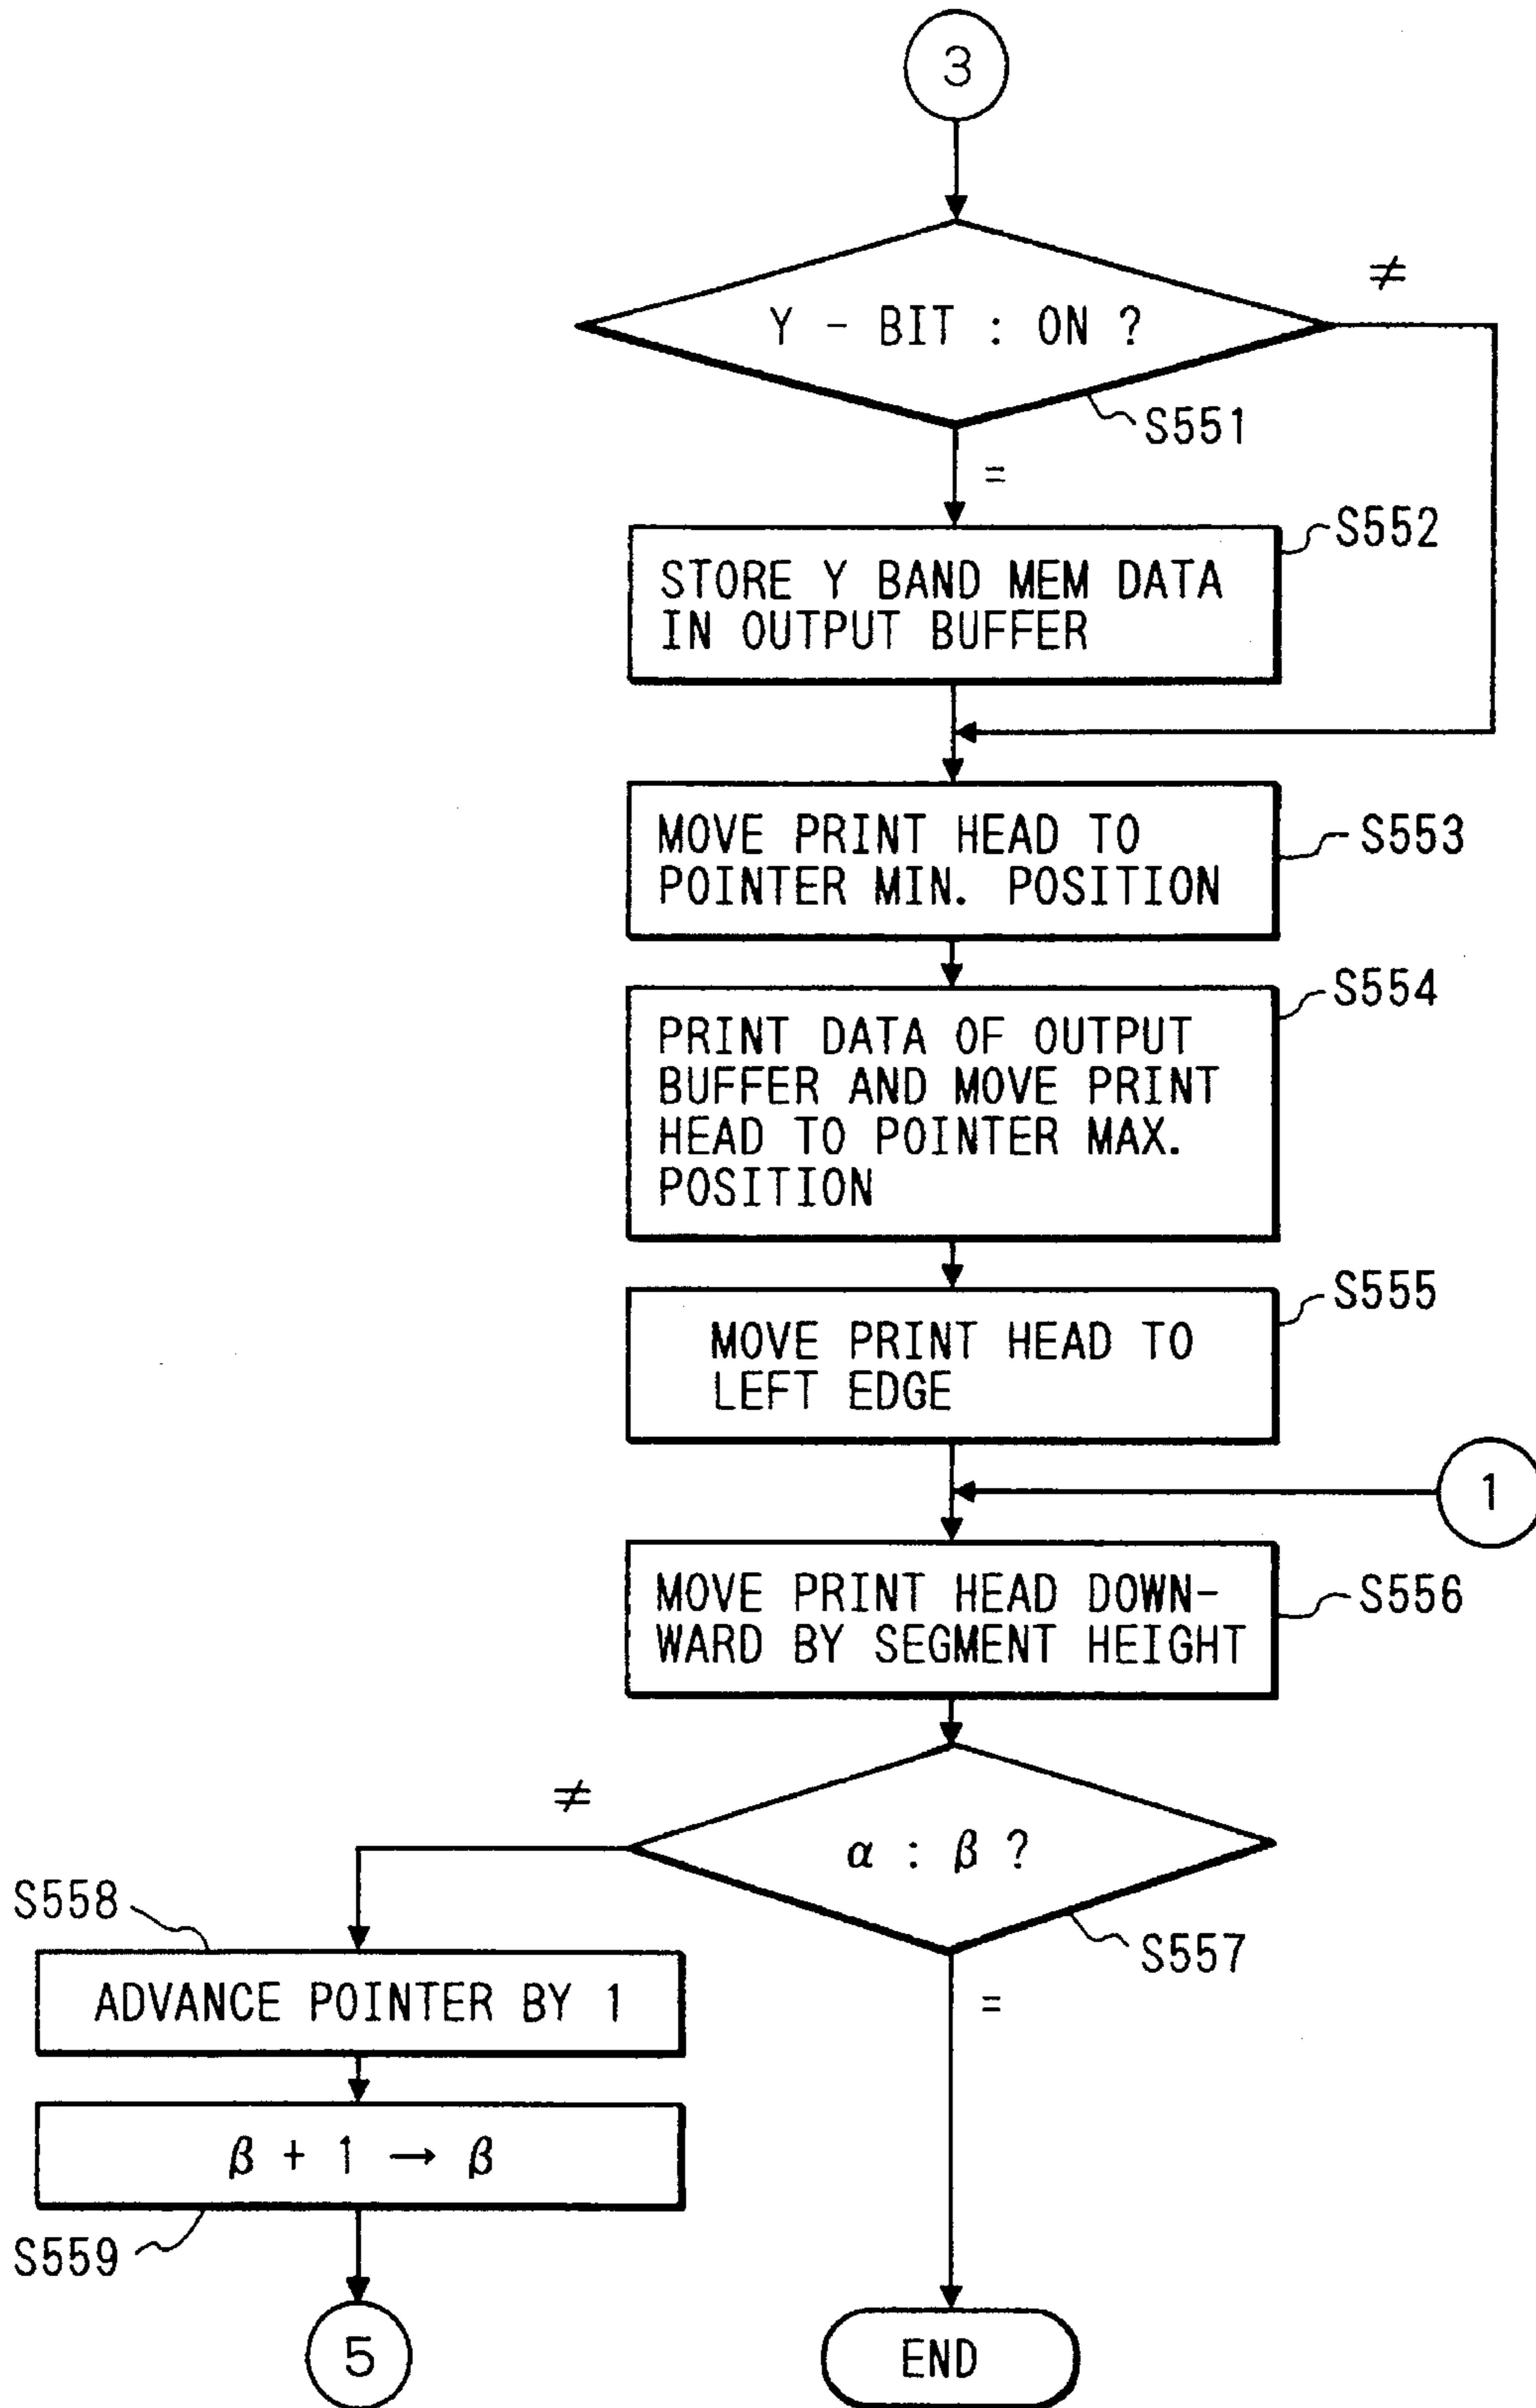 3
≠
Y - BIT : ON ?
S551
=
S552
STORE Y BAND MEM DATA
IN OUTPUT BUFFER
MOVE PRINT HEAD TO
POINTER MIN. POSITION
S553
S554
PRINT DATA OF OUTPUT
BUFFER AND MOVE PRINT
HEAD TO POINTER MAX.
POSITION
S555
MOVE PRINT HEAD TO
LEFT EDGE
1
MOVE PRINT HEAD DOWN-
WARD BY SEGMENT HEIGHT
S556
≠
α : β ?
S557
=
S558
ADVANCE POINTER BY 1
β + 1 → β
S559
5
END